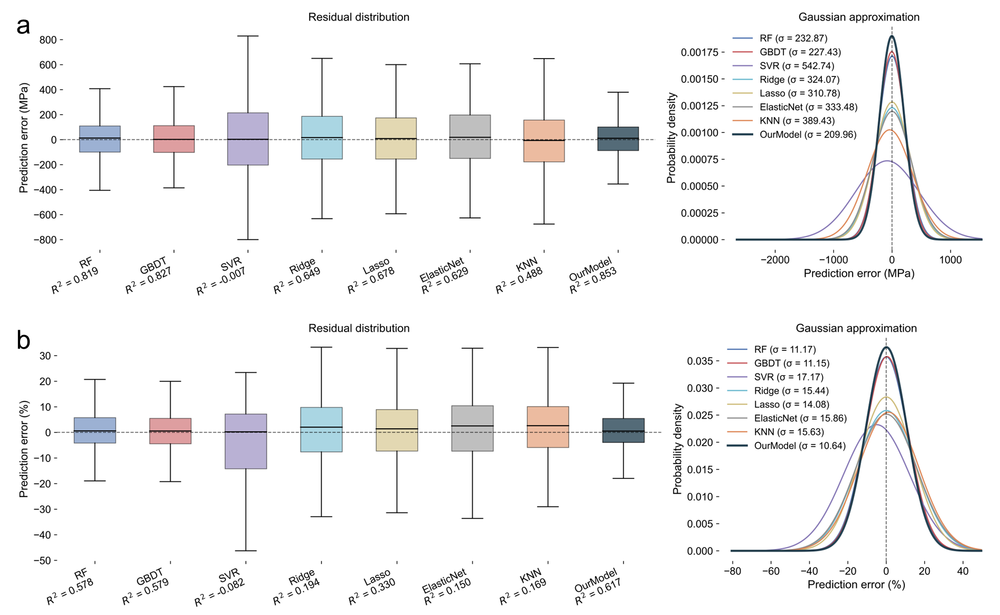 a
Residual distribution
Prediction error (MPa)
800
600
400
200
0
−200
−400
−600
−800
RF
R² = 0.819
GBDT
R² = 0.827
SVR
R² = -0.007
Ridge
R² = 0.649
Lasso
R² = 0.678
ElasticNet
R² = 0.629
KNN
R² = 0.488
OurModel
R² = 0.853
Gaussian approximation
Probability density
0.00175
0.00150
0.00125
0.00100
0.00075
0.00050
0.00025
0.00000
RF (σ = 232.87)
GBDT (σ = 227.43)
SVR (σ = 542.74)
Ridge (σ = 324.07)
Lasso (σ = 310.78)
ElasticNet (σ = 333.48)
KNN (σ = 389.43)
OurModel (σ = 209.96)
−2000 −1000 0 1000
Prediction error (MPa)
b
Residual distribution
Prediction error (%)
30
20
10
0
−10
−20
−30
−40
−50
RF
R² = 0.578
GBDT
R² = 0.579
SVR
R² = -0.082
Ridge
R² = 0.194
Lasso
R² = 0.330
ElasticNet
R² = 0.150
KNN
R² = 0.169
OurModel
R² = 0.617
Gaussian approximation
Probability density
0.035
0.030
0.025
0.020
0.015
0.010
0.005
0.000
RF (σ = 11.17)
GBDT (σ = 11.15)
SVR (σ = 17.17)
Ridge (σ = 15.44)
Lasso (σ = 14.08)
ElasticNet (σ = 15.86)
KNN (σ = 15.63)
OurModel (σ = 10.64)
−80 −60 −40 −20 0 20 40
Prediction error (%)